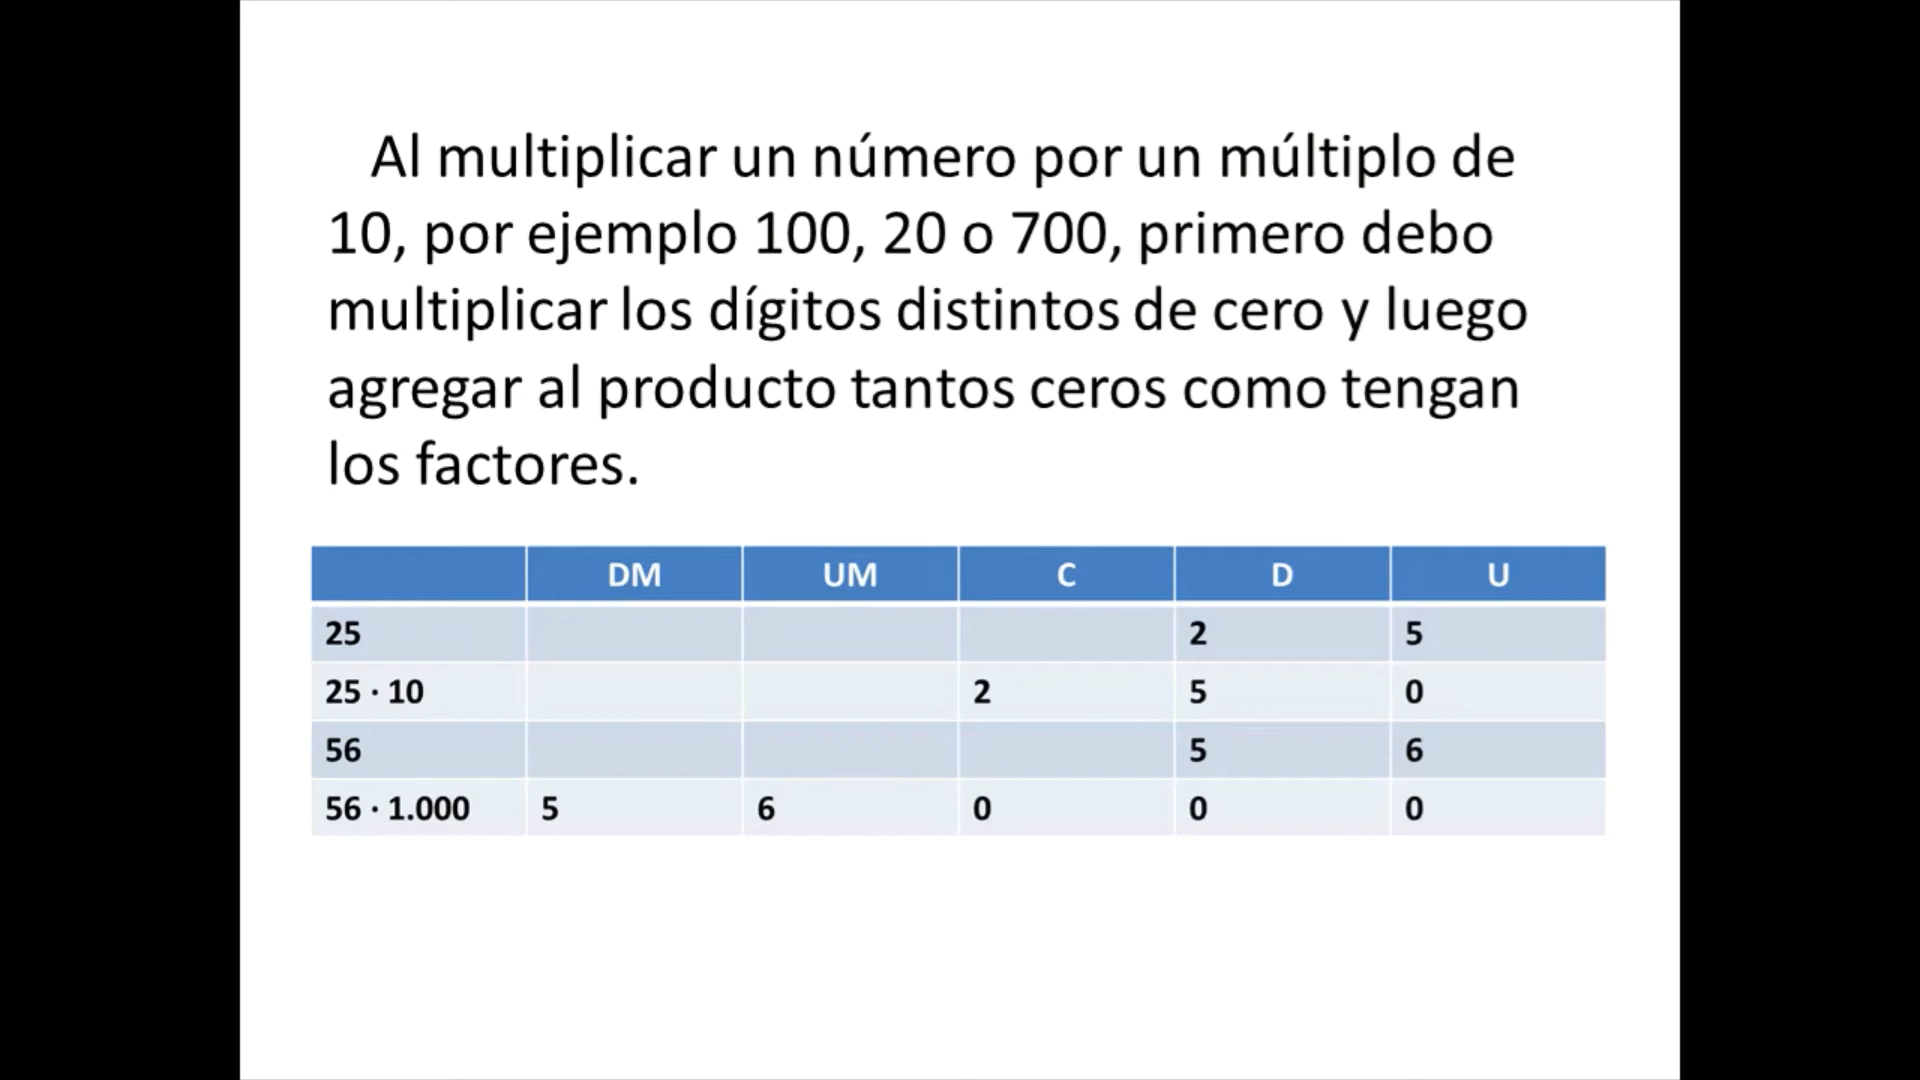 Al multiplicar un número por un múltiplo de
10, por ejemplo 100, 20 o 700, primero debo
multiplicar los dígitos distintos de cero y luego
agregar al producto tantos ceros como tengan
los factores.
DM UM C D U
25 2 5
25 · 10 2 5 0
56 5 6
56 · 1.000 5 6 0 0 0